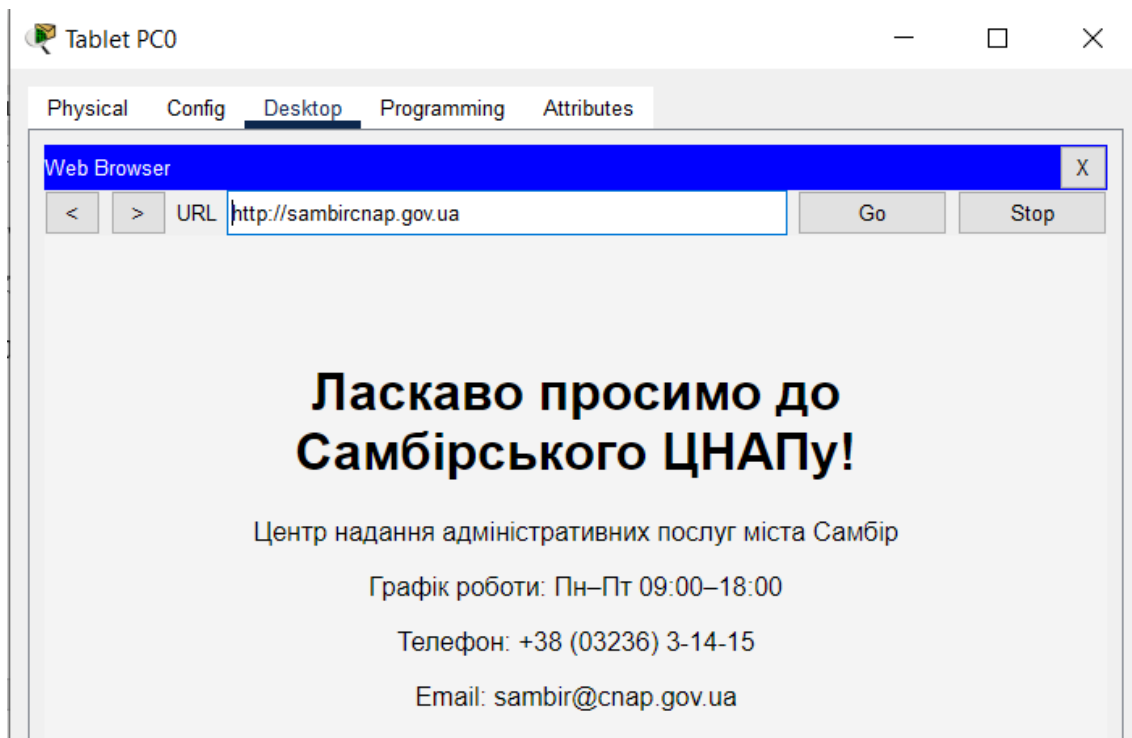 Tablet PC0
Physical Config Desktop Programming Attributes
Web Browser
X
< > URL http://sambircnap.gov.ua Go Stop
Ласкаво просимо до
Самбірського ЦНАПу!
Центр надання адміністративних послуг міста Самбір
Графік роботи: Пн–Пт 09:00–18:00
Телефон: +38 (03236) 3-14-15
Email: sambir@cnap.gov.ua